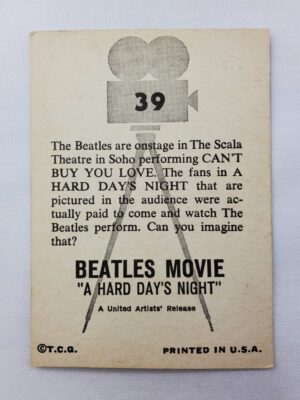 39
The Beatles are onstage in The Scala
Theatre in Soho performing CAN'T
BUY YOU LOVE. The fans in A
HARD DAY'S NIGHT that are
pictured in the audience were ac-
tually paid to come and watch The
Beatles perform. Can you imagine
that?
BEATLES MOVIE
"A HARD DAY'S NIGHT"
A United Artists' Release
©T.C.G. PRINTED IN U.S.A.